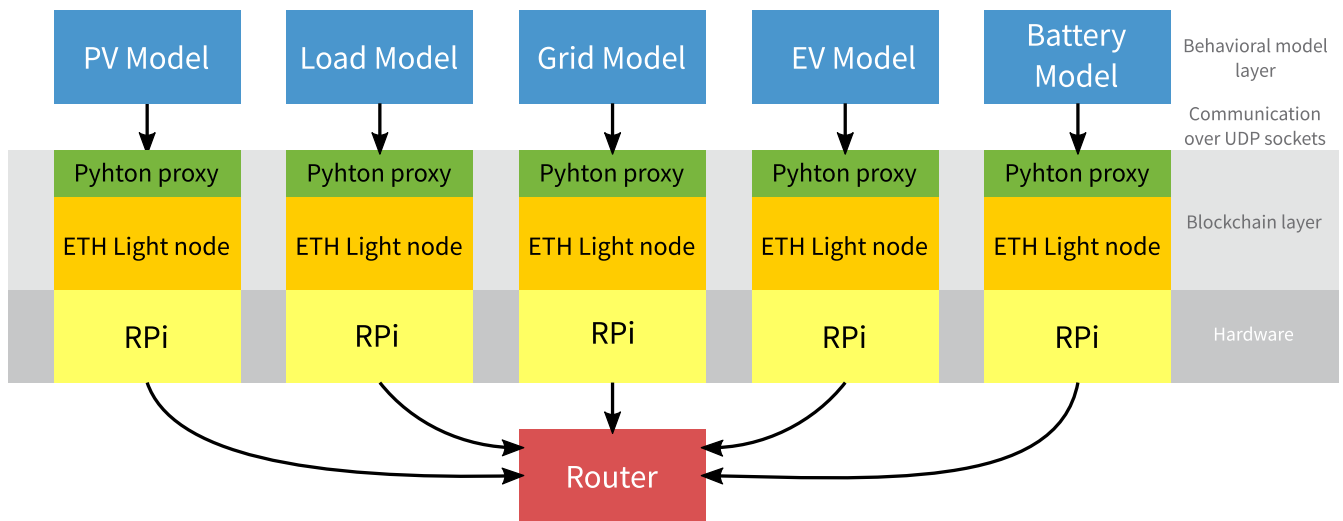 PV Model
Load Model
Grid Model
EV Model
Battery
Model
Behavioral model
layer
Communication
over UDP sockets
Pyhton proxy
Pyhton proxy
Pyhton proxy
Pyhton proxy
Pyhton proxy
ETH Light node
ETH Light node
ETH Light node
ETH Light node
ETH Light node
Blockchain layer
RPi
RPi
RPi
RPi
RPi
Hardware
Router